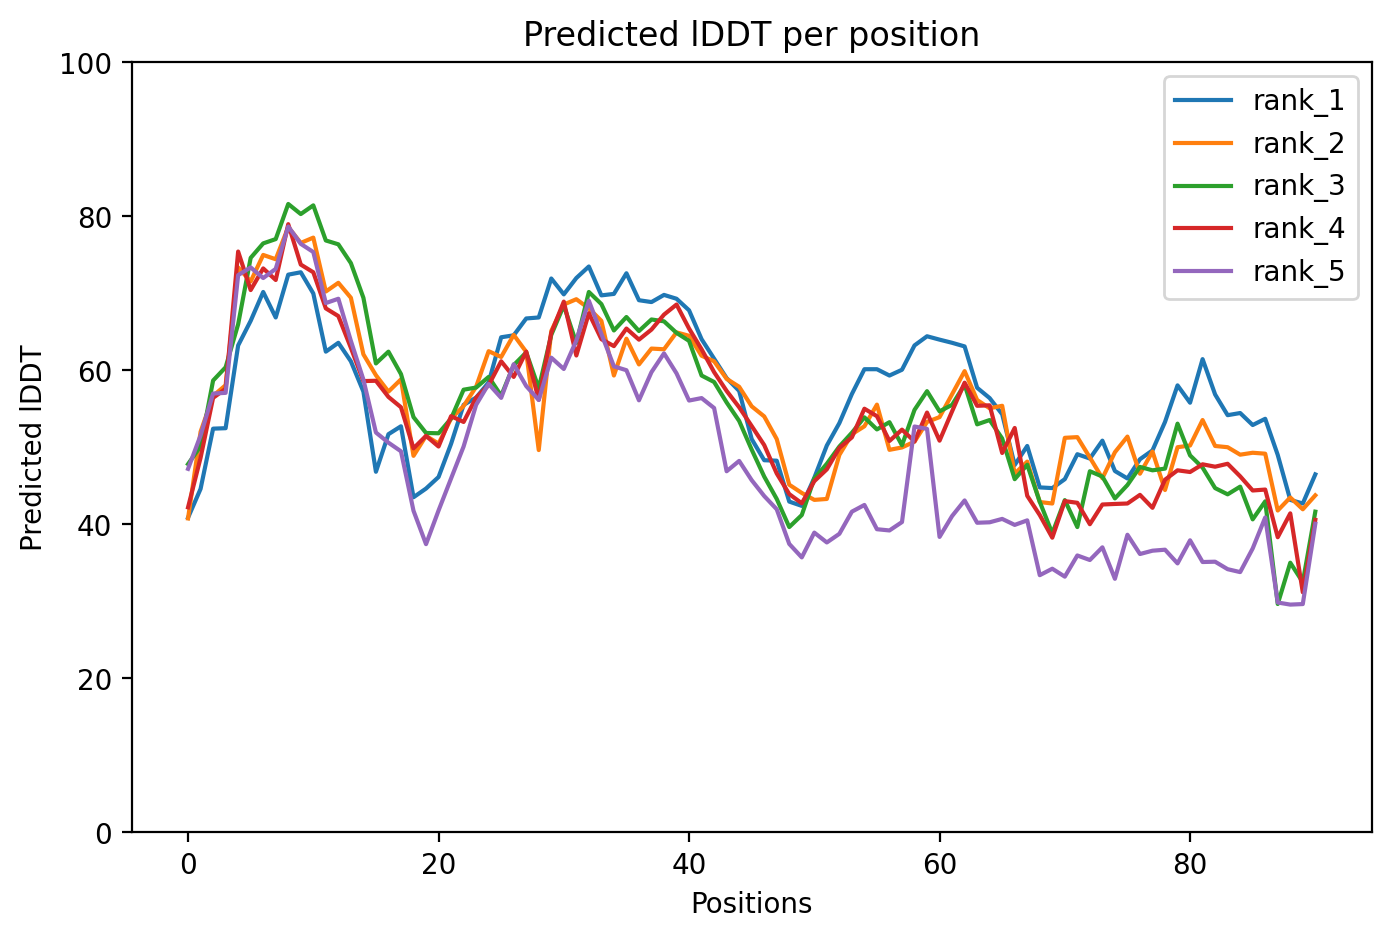 Predicted lDDT per position
100
80
60
40
20
0
Predicted lDDT
0 20 40 60 80
Positions
rank_1
rank_2
rank_3
rank_4
rank_5